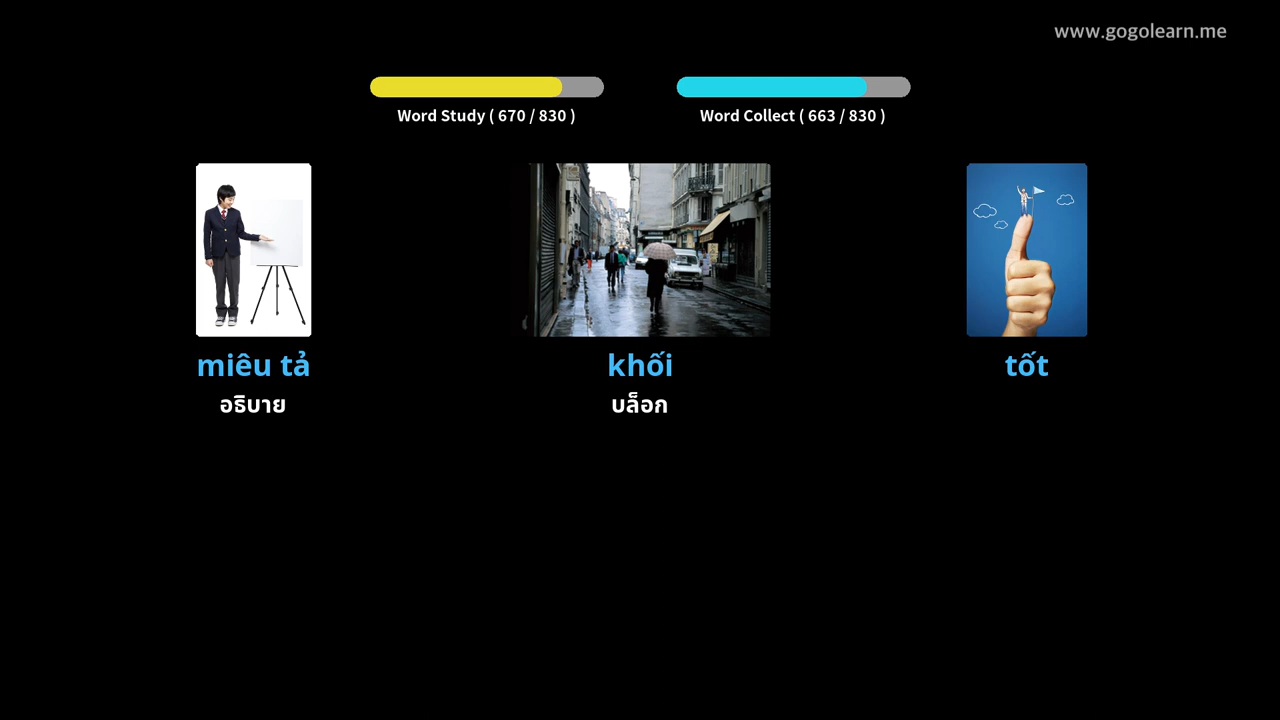 www.gogolearn.me
Word Study ( 670 / 830 )
Word Collect ( 663 / 830 )
miêu tả
อธิบาย
khối
บล็อก
tốt